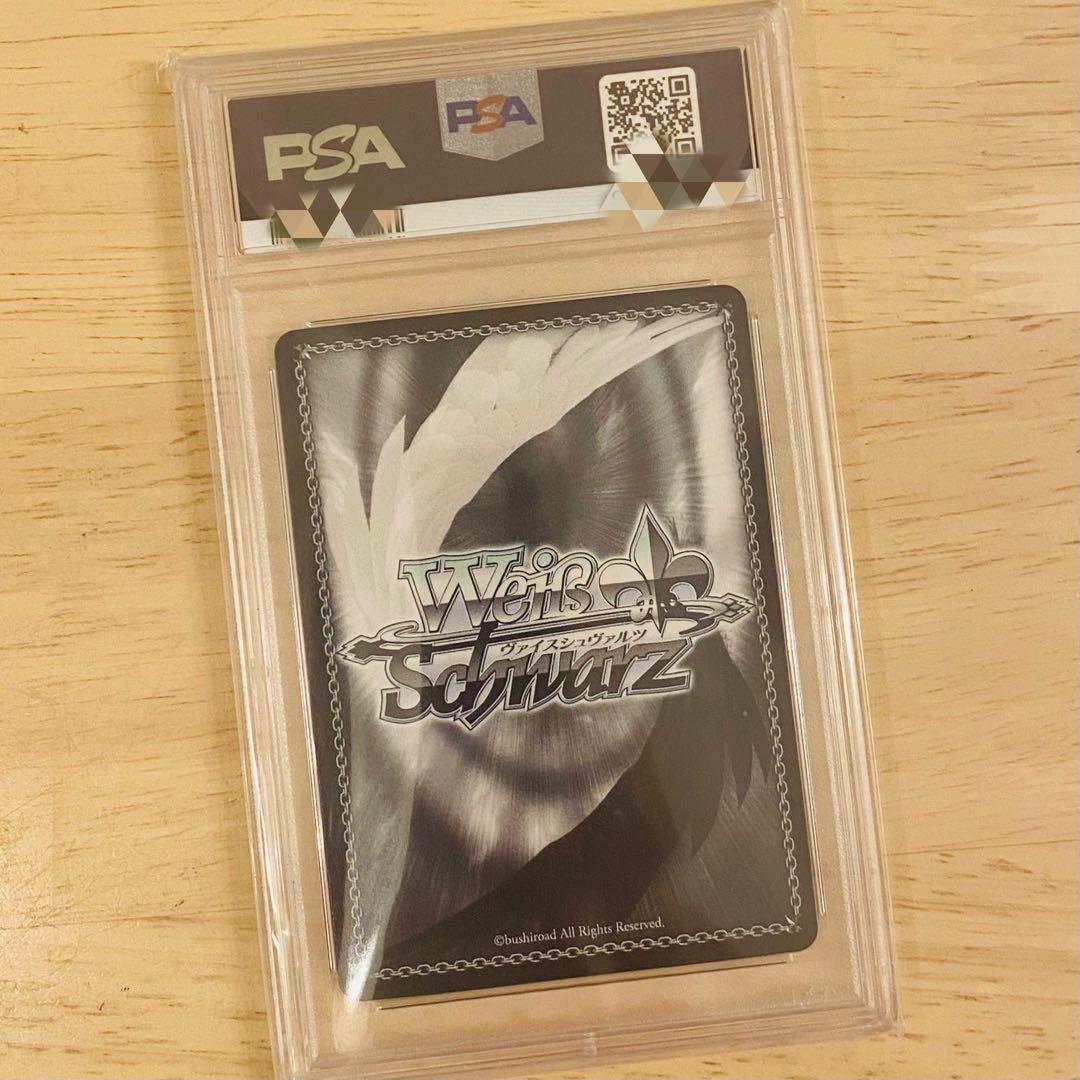 PSA
PSA
Weiß
ヴァイスシュヴァルツ
Schwarz
©bushiroad All Rights Reserved.